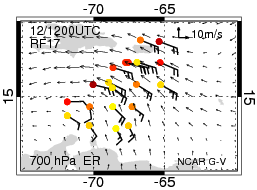 -70 -65
12/1200UTC
RF17
10m/s
15 15
700 hPa ER
NCAR G-V
-70 -65